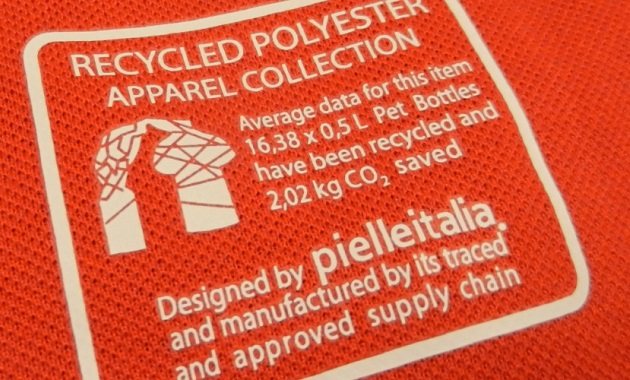 RECYCLED POLYESTER
APPAREL COLLECTION
Average data for this item
16,38 x 0,5 L Pet Bottles
have been recycled and
2,02 kg CO₂ saved
Designed by pielleitalia.
and manufactured by its traced
and approved supply chain